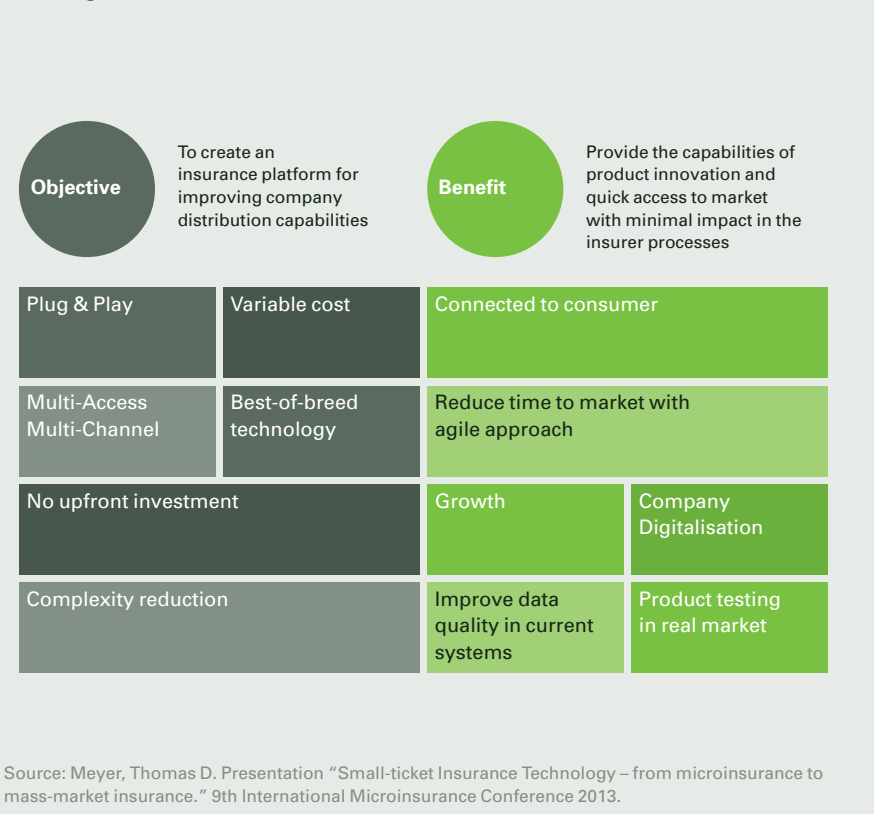 Objective
To create an
insurance platform for
improving company
distribution capabilities
Benefit
Provide the capabilities of
product innovation and
quick access to market
with minimal impact in the
insurer processes
Plug & Play
Variable cost
Connected to consumer
Multi-Access
Multi-Channel
Best-of-breed
technology
Reduce time to market with
agile approach
No upfront investment
Growth
Company
Digitalisation
Complexity reduction
Improve data
quality in current
systems
Product testing
in real market
Source: Meyer, Thomas D. Presentation “Small-ticket Insurance Technology – from microinsurance to
mass-market insurance.” 9th International Microinsurance Conference 2013.